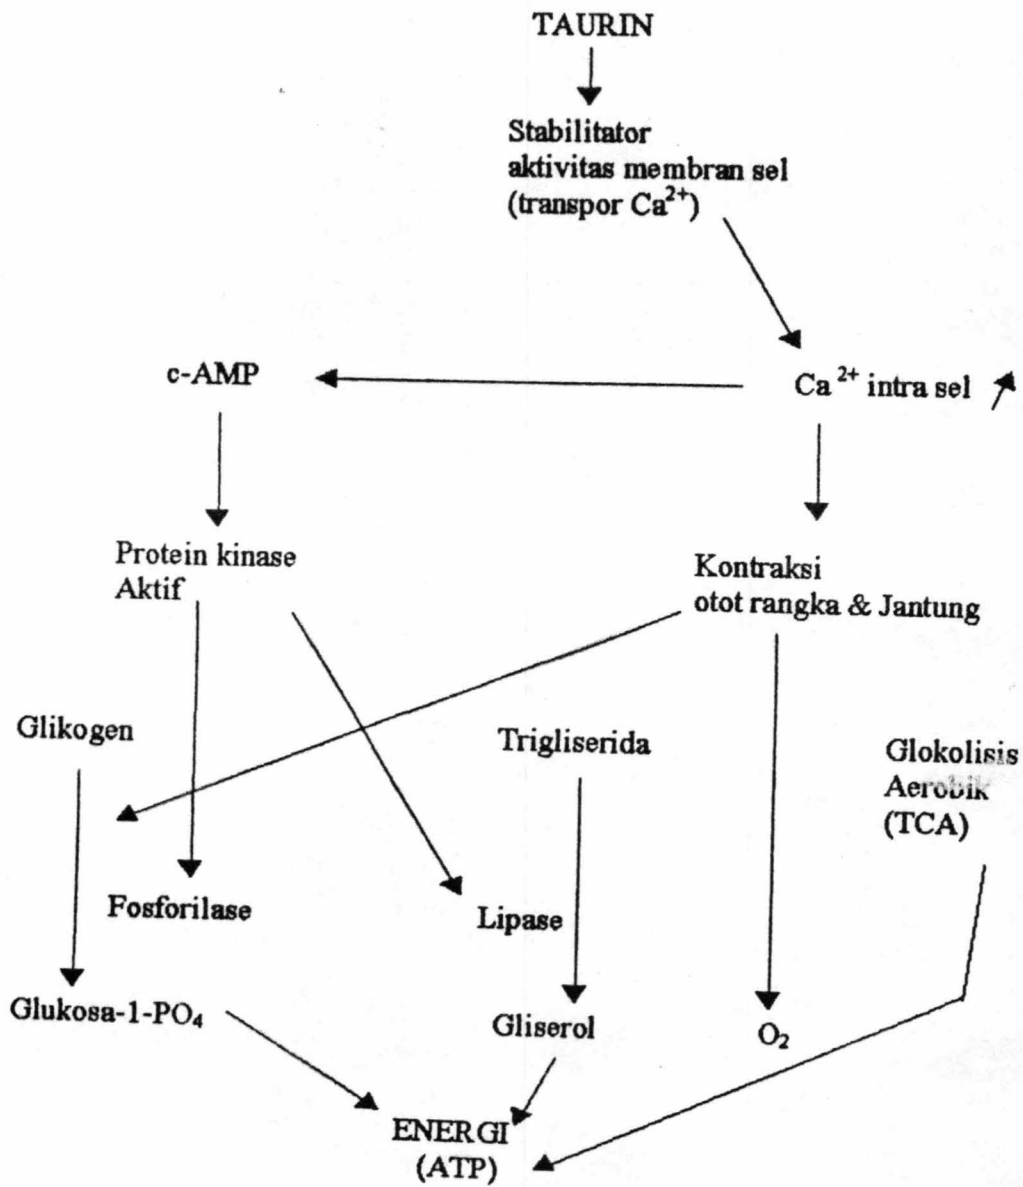 TAURIN
Stabilitator
aktivitas membran sel
(transpor Ca²⁺)
c-AMP
Ca ²⁺ intra sel
Protein kinase
Aktif
Kontraksi
otot rangka & Jantung
Glikogen
Trigliserida
Glokolisis
Aerobik
(TCA)
Fosforilase
Lipase
Glukosa-1-PO₄
Gliserol
O₂
ENERGI
(ATP)